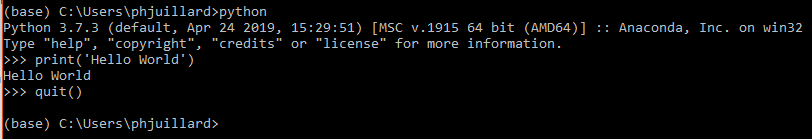 (base) C:\Users\phjuillard>python
Python 3.7.3 (default, Apr 24 2019, 15:29:51) [MSC v.1915 64 bit (AMD64)] :: Anaconda, Inc. on win32
Type "help", "copyright", "credits" or "license" for more information.
>>> print('Hello World')
Hello World
>>> quit()
(base) C:\Users\phjuillard>